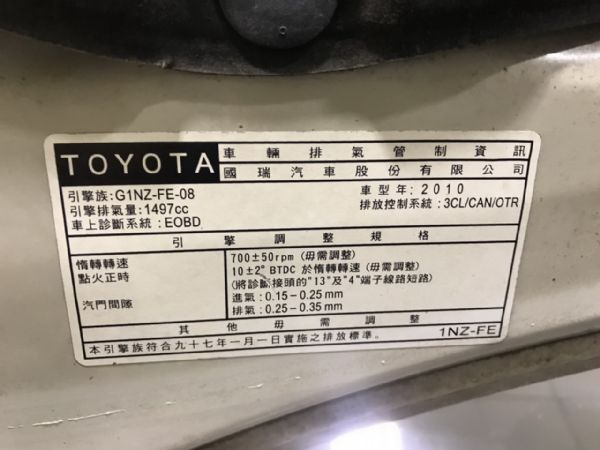 TOYOTA
車輛排氣管制資訊
國瑞汽車股份有限公司
引擎族:G1NZ-FE-08
車型年:2010
引擎排氣量:1497cc
排放控制系統:3CL/CAN/OTR
車上診斷系統:EOBD
引擎調整規格
惰轉轉速
700±50rpm (毋需調整)
點火正時
10±2° BTDC 於惰轉轉速 (毋需調整)
(將診斷接頭的"13"及"4"端子線路短路)
汽門間隙
進氣:0.15-0.25mm
排氣:0.25-0.35mm
其他毋需調整
1NZ-FE
本引擎族符合九十七年一月一日實施之排放標準。